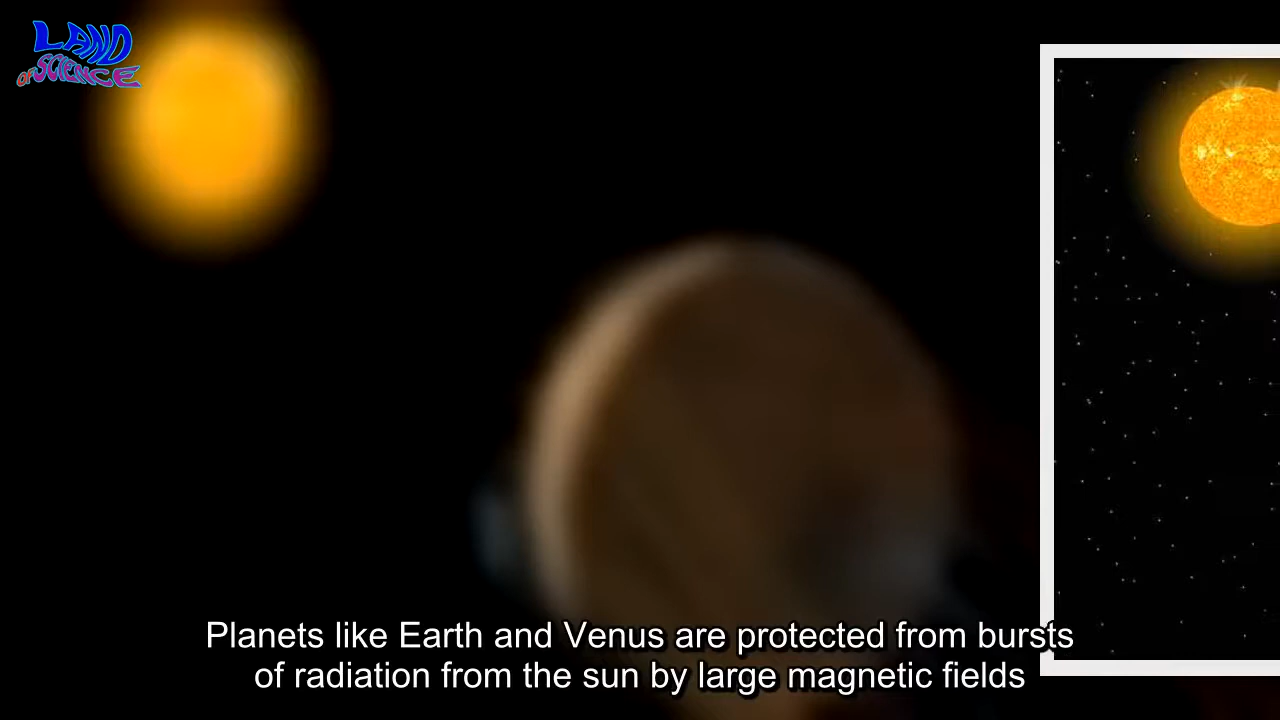 LAND
OF SCIENCE
Planets like Earth and Venus are protected from bursts
of radiation from the sun by large magnetic fields